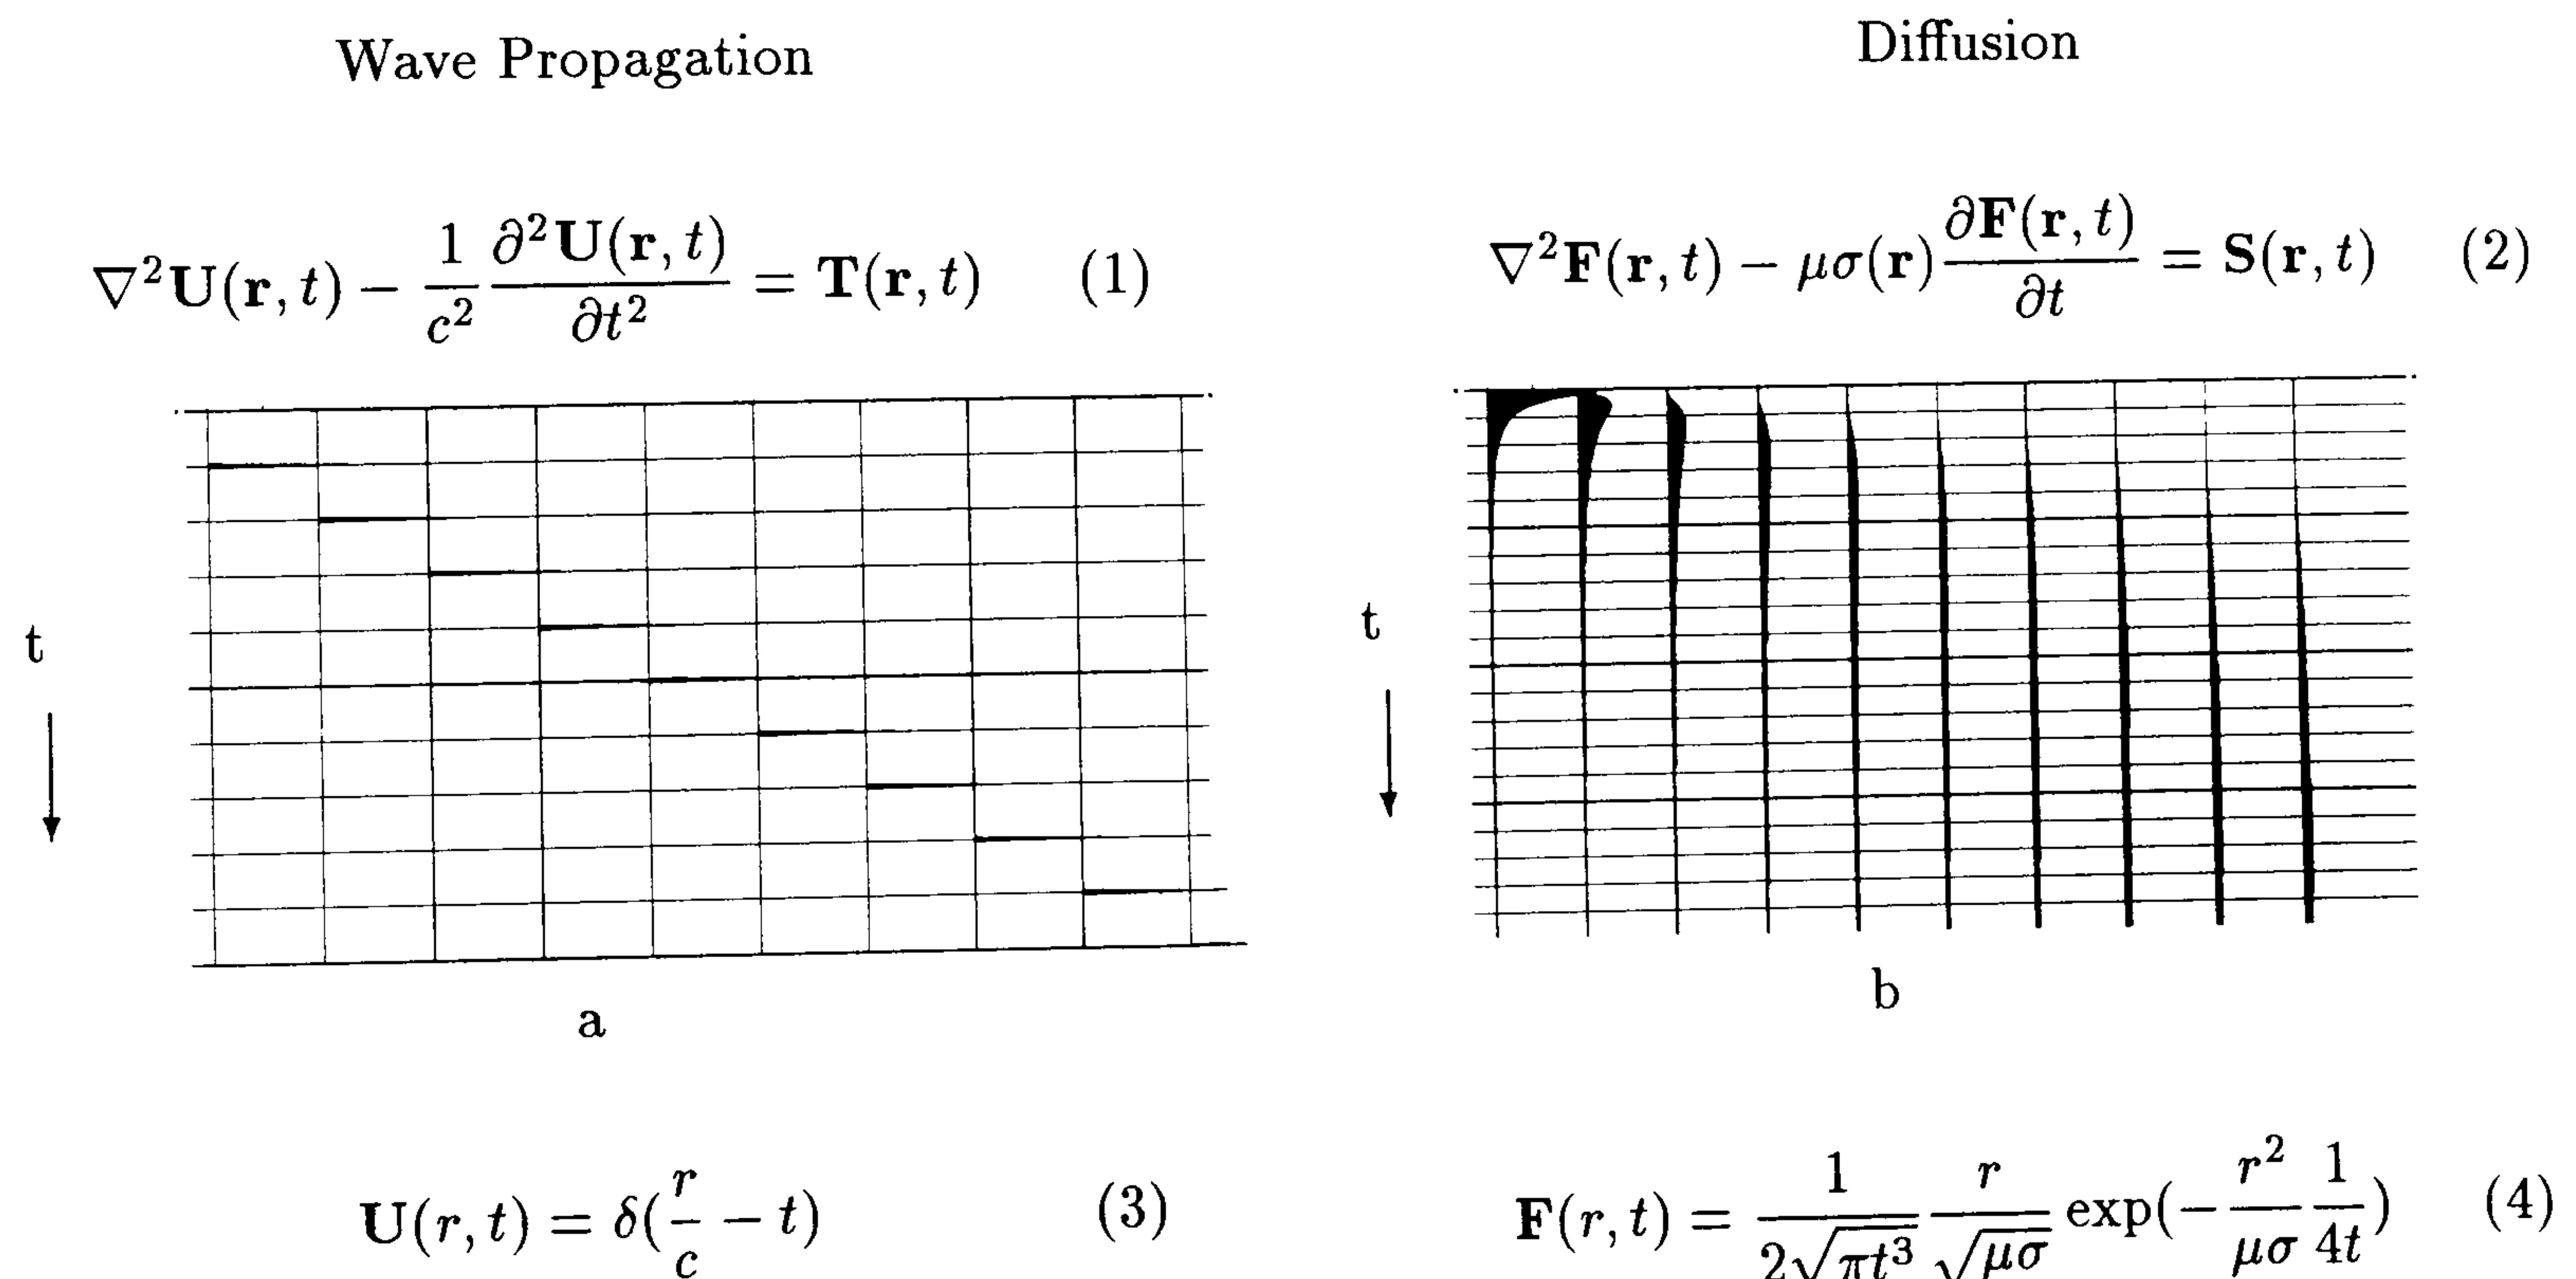 Wave Propagation
Diffusion
∇²U(r, t) − 1/c² ∂²U(r, t)/∂t² = T(r, t) (1)
∇²F(r, t) − μσ(r) ∂F(r, t)/∂t = S(r, t) (2)
t
t
a
b
U(r, t) = δ(r/c − t) (3)
F(r, t) = 1/(2√πt³) r/√μσ exp(−r²/μσ 1/4t) (4)